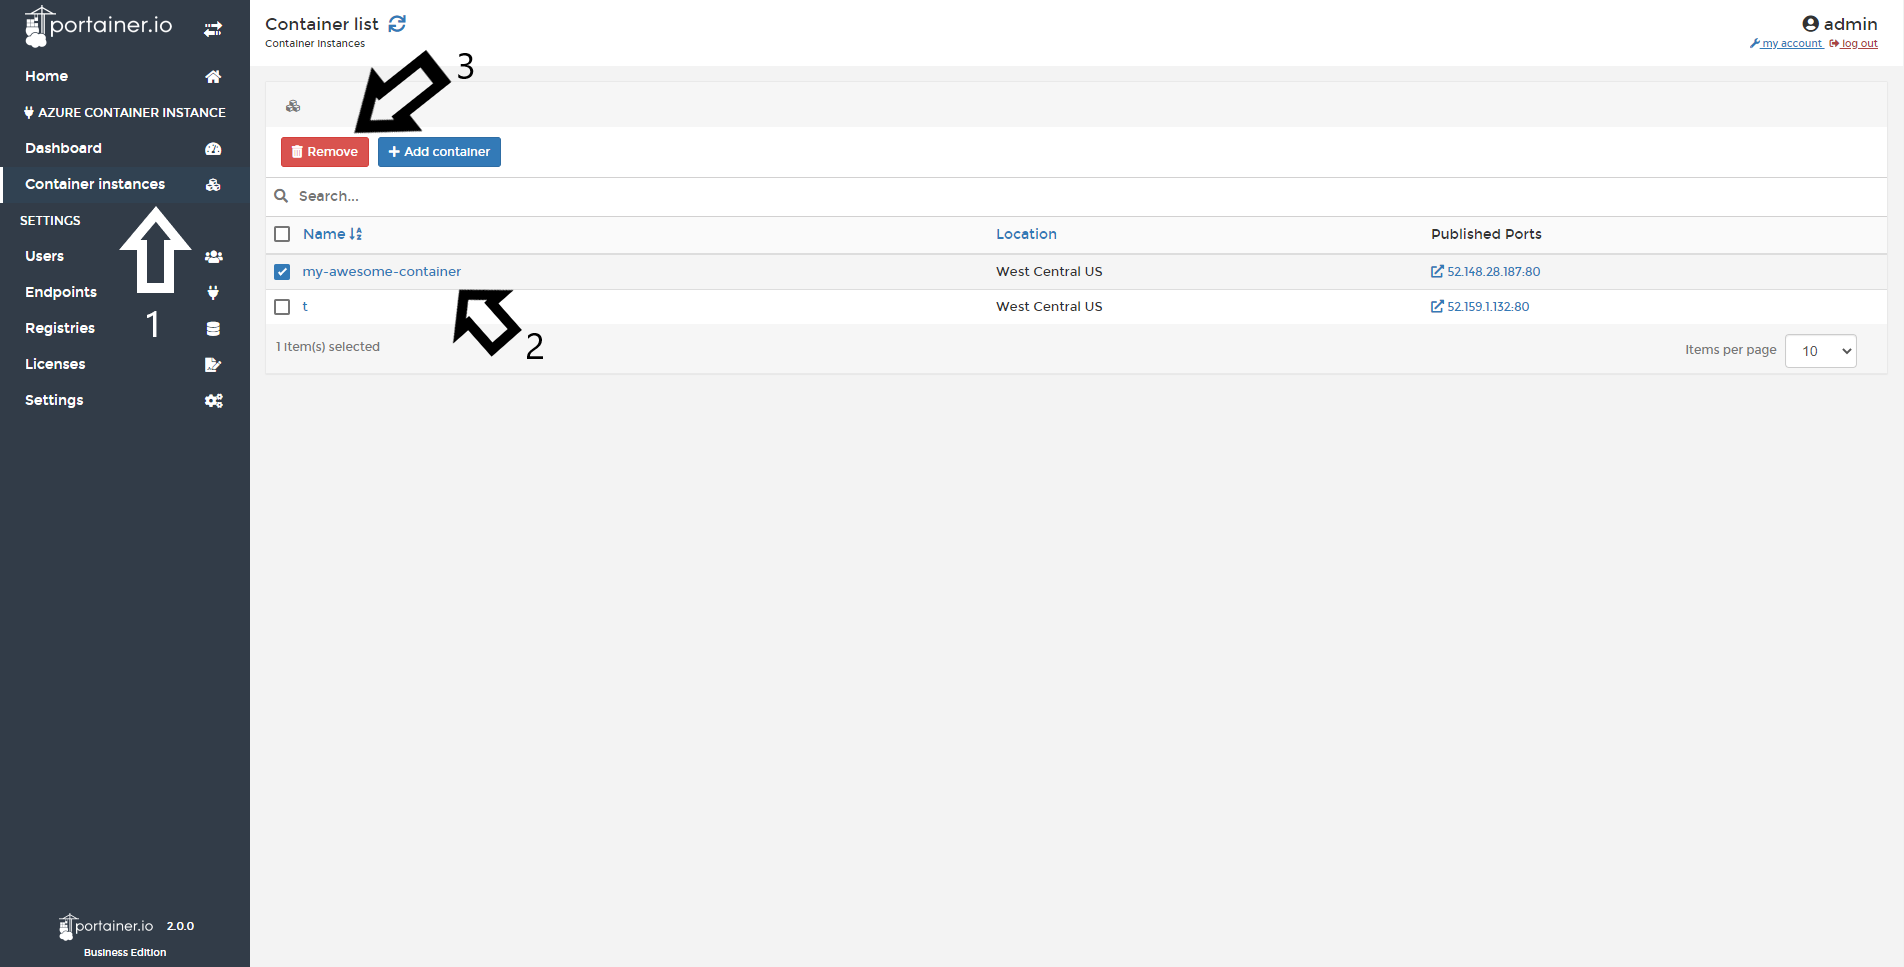 portainer.io
Home
AZURE CONTAINER INSTANCE
Dashboard
Container instances
SETTINGS
Users
Endpoints
Registries
Licenses
Settings
1
portainer.io 2.0.0
Business Edition
Container list
Container instances
admin
my account log out
3
Remove Add container
Search...
Name Location Published Ports
my-awesome-container West Central US 52.148.28.187:80
t West Central US 52.159.1.132:80
2
1 item(s) selected
Items per page 10